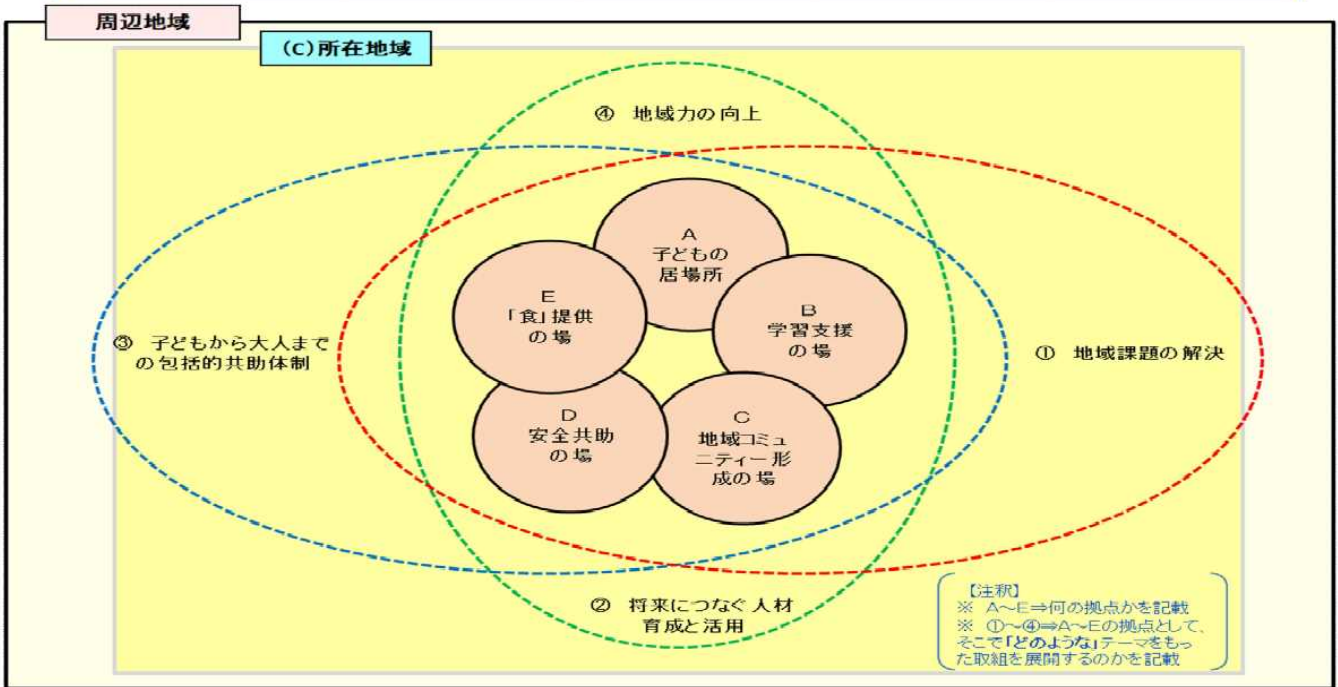 周辺地域
(C)所在地域
④ 地域力の向上
A
子どもの
居場所
E
「食」提供
の場
B
学習支援
の場
③ 子どもから大人まで
の包括的共助体制
① 地域課題の解決
D
安全共助
の場
C
地域コミュ
ニティー形
成の場
② 将来につなぐ人材
育成と活用
【注釈】
※ A～E⇒何の拠点かを記載
※ ①～④⇒A～Eの拠点として、
そこで「どのような」テーマをもっ
た取組を展開するのかを記載